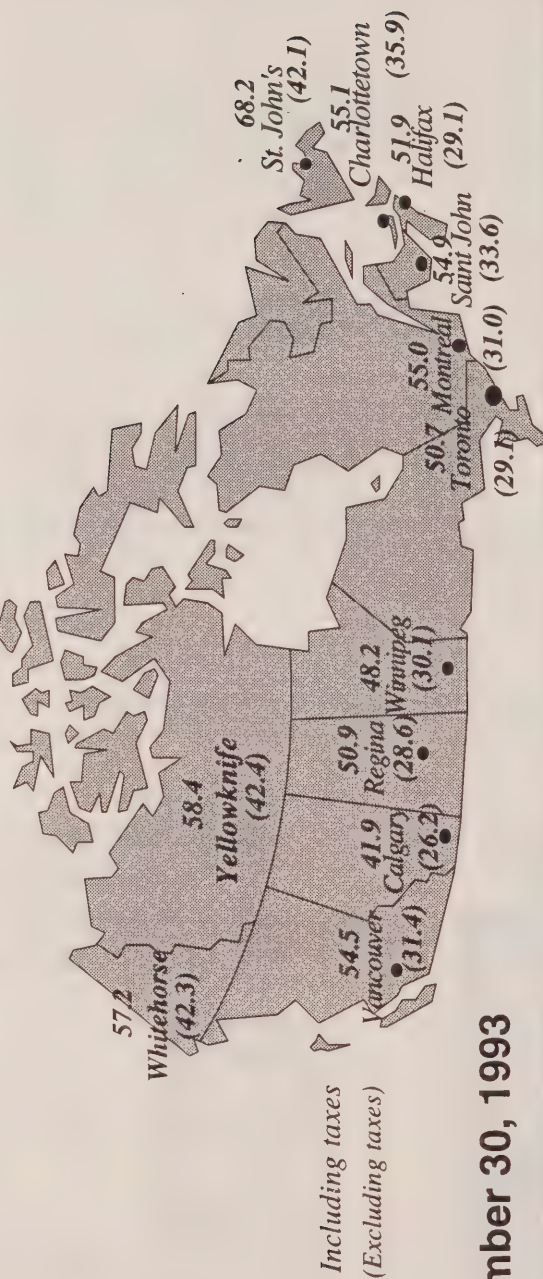 57.2
Whitehorse
(42.3)
58.4
Yellowknife
(42.4)
68.2
St. John's
(42.1)
55.1
Charlottetown
(35.9)
51.9
Halifax
(29.1)
54.9
Saint John
(33.6)
55.0
Montreal
(31.0)
50.7
Toronto
(29.1)
48.2
Winnipeg
(30.1)
50.9
Regina
(28.6)
41.9
Calgary
(26.2)
54.5
Vancouver
(31.4)
Including taxes
(Excluding taxes)
mber 30, 1993